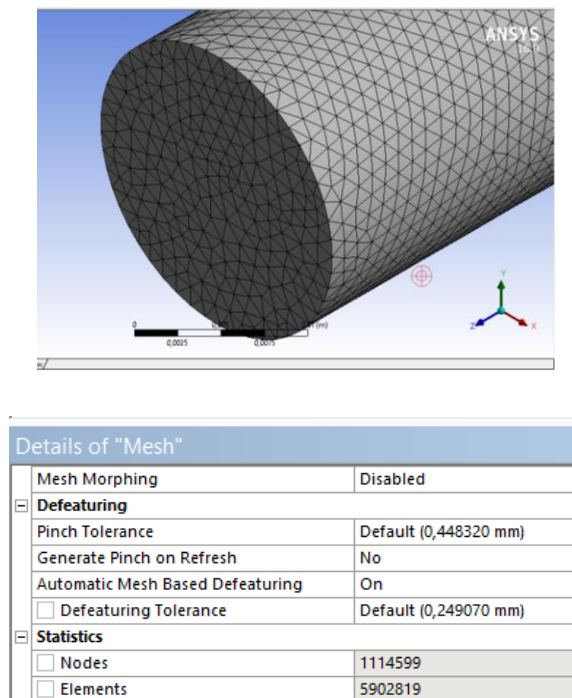 ANSYS
Y
Z
X
0
(m)
0,0025
0,0075
Details of "Mesh"
Mesh Morphing Disabled
Defeaturing
Pinch Tolerance Default (0,448320 mm)
Generate Pinch on Refresh No
Automatic Mesh Based Defeaturing On
Defeaturing Tolerance Default (0,249070 mm)
Statistics
Nodes 1114599
Elements 5902819